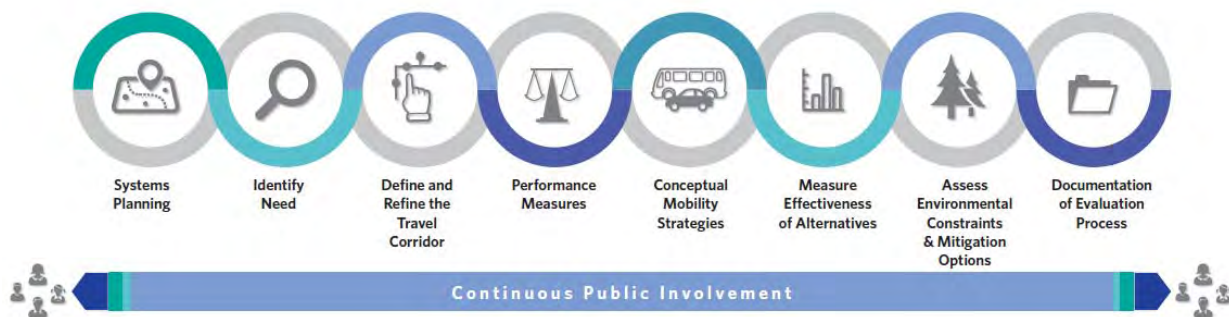 Systems
Planning
Identify
Need
Define and
Refine the
Travel
Corridor
Performance
Measures
Conceptual
Mobility
Strategies
Measure
Effectiveness
of Alternatives
Assess
Environmental
Constraints
& Mitigation
Options
Documentation
of Evaluation
Process
Continuous Public Involvement